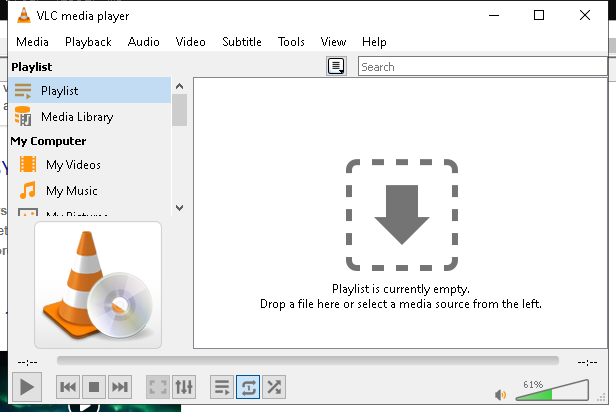 VLC media player
Media Playback Audio Video Subtitle Tools View Help
Playlist
Search
Playlist
Media Library
My Computer
My Videos
My Music
My Pictures
Playlist is currently empty.
Drop a file here or select a media source from the left.
--:-- --:--
61%